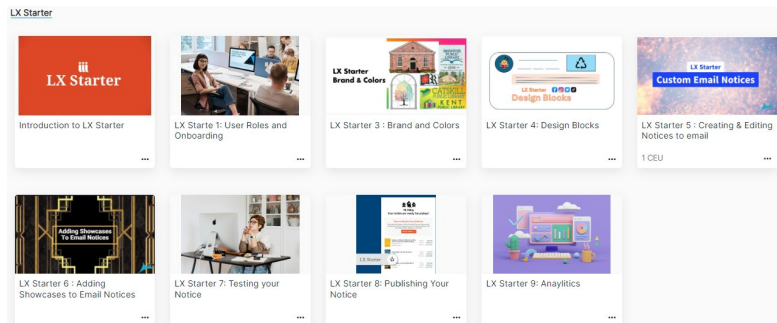 LX Starter
LX Starter
Introduction to LX Starter
•••
LX Starte 1: User Roles and
Onboarding
•••
LX Starter
Brand & Colors
CATSKILL
KENT
LX Starter 3 : Brand and Colors
•••
LX Starter
Design Blocks
LX Starter 4: Design Blocks
•••
LX Starter
Custom Email Notices
LX Starter 5 : Creating & Editing
Notices to email
1 CEU
•••
Adding Showcases
To Email Notices
LX Starter 6 : Adding
Showcases to Email Notices
•••
LX Starter 7: Testing your
Notice
•••
LX Starter
LX Starter 8: Publishing Your
Notice
•••
LX Starter 9: Anaylitics
•••